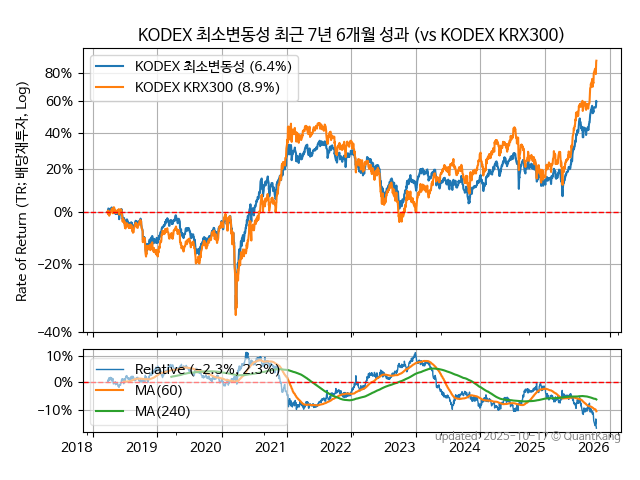 KODEX 최소변동성 최근 7년 6개월 성과 (vs KODEX KRX300)
Rate of Return (TR: 배당재투자, Log)
80%
60%
40%
20%
0%
−20%
−40%
KODEX 최소변동성 (6.4%)
KODEX KRX300 (8.9%)
10%
0%
−10%
Relative (−2.3%, 2.3%)
MA(60)
MA(240)
2018 2019 2020 2021 2022 2023 2024 2025 2026
updated: 2025-10-17 © QuantKang